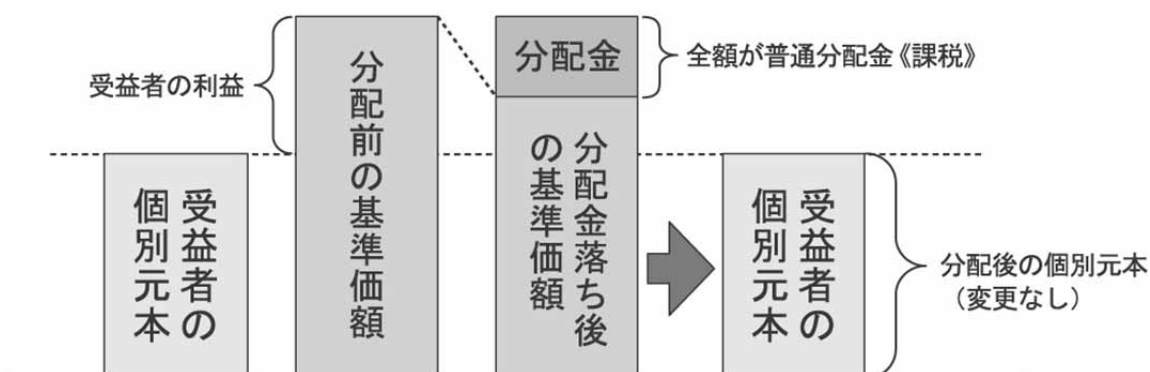 受益者の利益
受益者の
個別元本
分配前の基準価額
分配金
全額が普通分配金《課税》
分配金落ち後
の基準価額
受益者の
個別元本
分配後の個別元本
（変更なし）